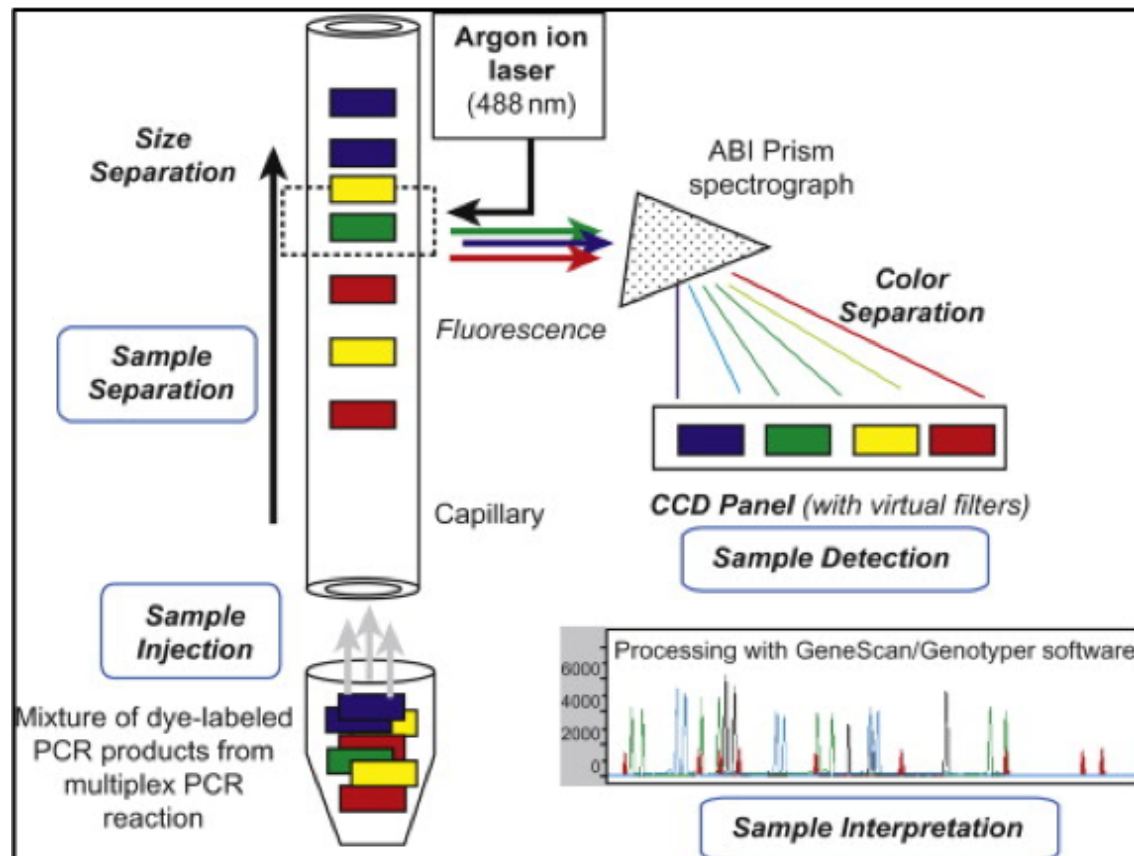 Argon ion
laser
(488 nm)
Size
Separation
ABI Prism
spectrograph
Color
Separation
Fluorescence
Sample
Separation
CCD Panel (with virtual filters)
Capillary
Sample Detection
Sample
Injection
Mixture of dye-labeled
PCR products from
multiplex PCR
reaction
Processing with GeneScan/Genotyper software
6000
4000
2000
0
Sample Interpretation